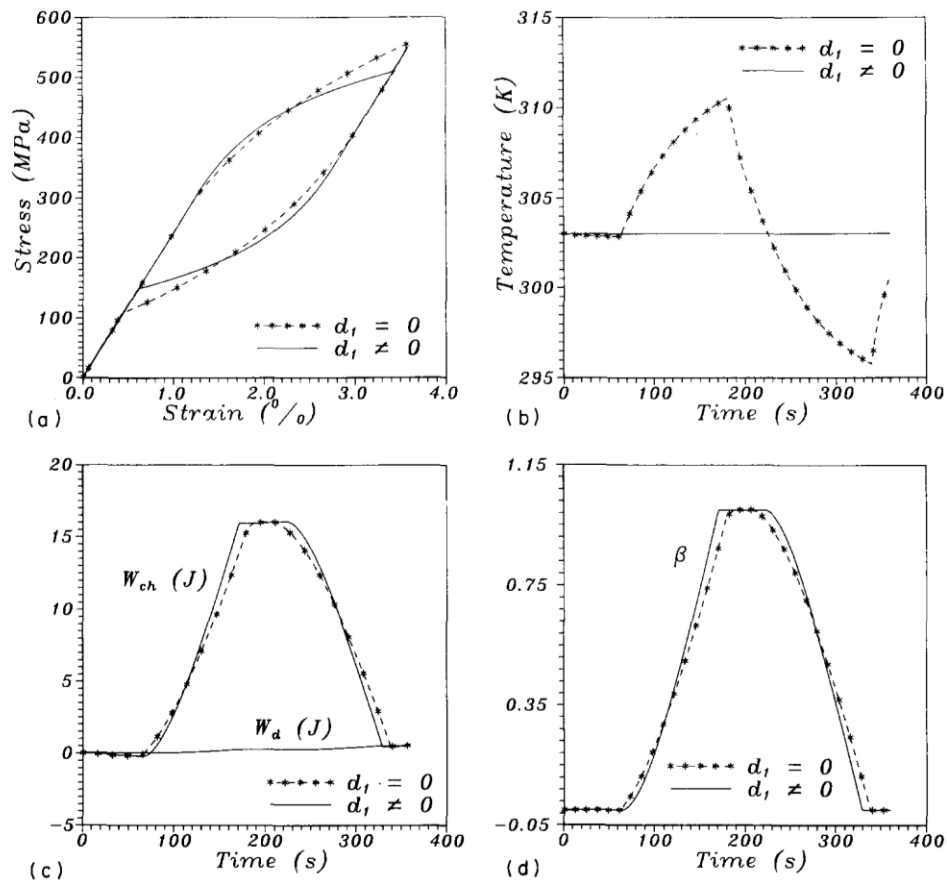 600
500
400
300
200
100
0
Stress (MPa)
0.0 1.0 2.0 3.0 4.0
Strain (%)
d₁ = 0
d₁ ≠ 0
(a)
315
310
305
300
295
Temperature (K)
0 100 200 300 400
Time (s)
d₁ = 0
d₁ ≠ 0
(b)
20
15
10
5
0
-5
W_ch (J)
W_d (J)
d₁ = 0
d₁ ≠ 0
0 100 200 300 400
Time (s)
(c)
1.15
0.75
0.35
-0.05
β
d₁ = 0
d₁ ≠ 0
0 100 200 300 400
Time (s)
(d)